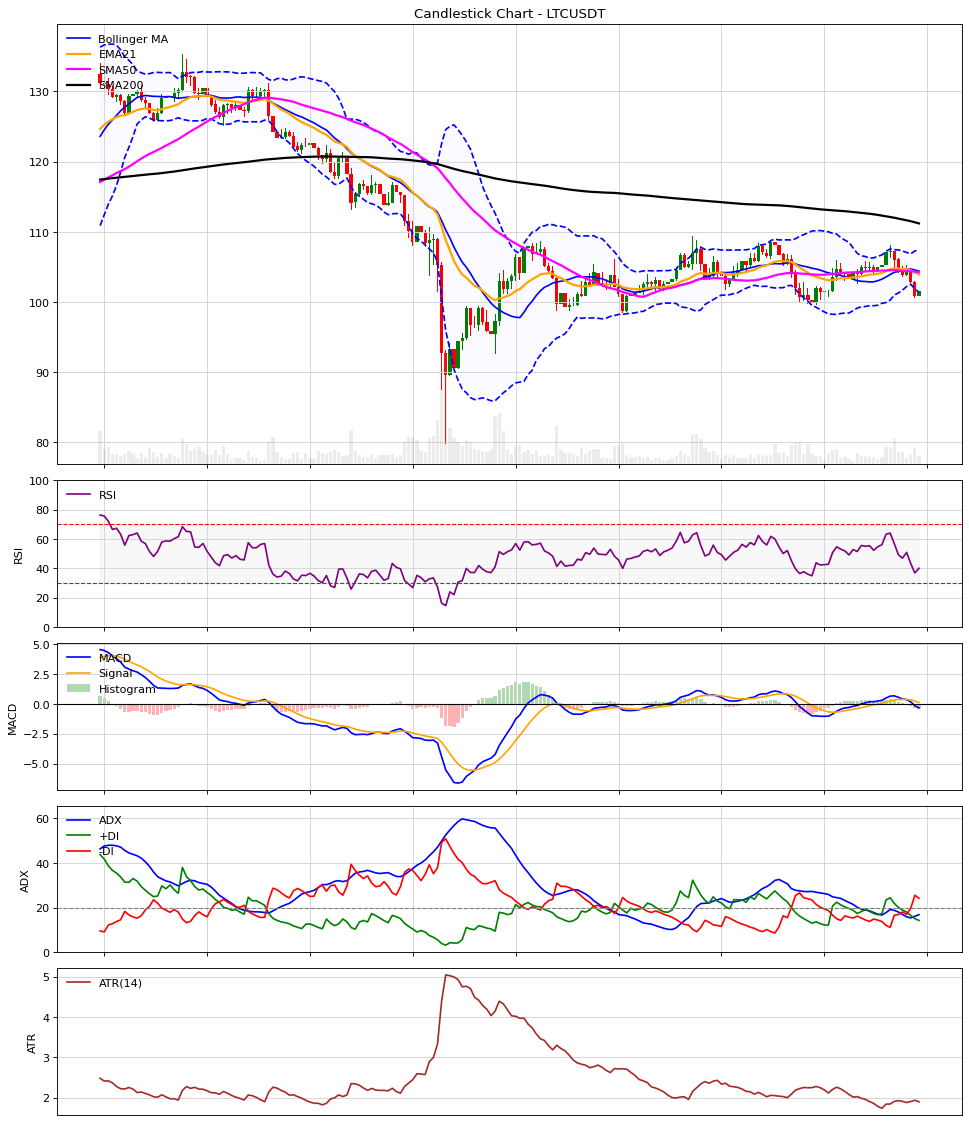 Candlestick Chart - LTCUSDT
Bollinger MA
EMA21
SMA50
SMA200
130
120
110
100
90
80
RSI
100
80
60
40
20
0
RSI
MACD
Signal
Histogram
5.0
2.5
0.0
−2.5
−5.0
MACD
ADX
+DI
-DI
60
40
20
0
ADX
ATR(14)
5
4
3
2
ATR